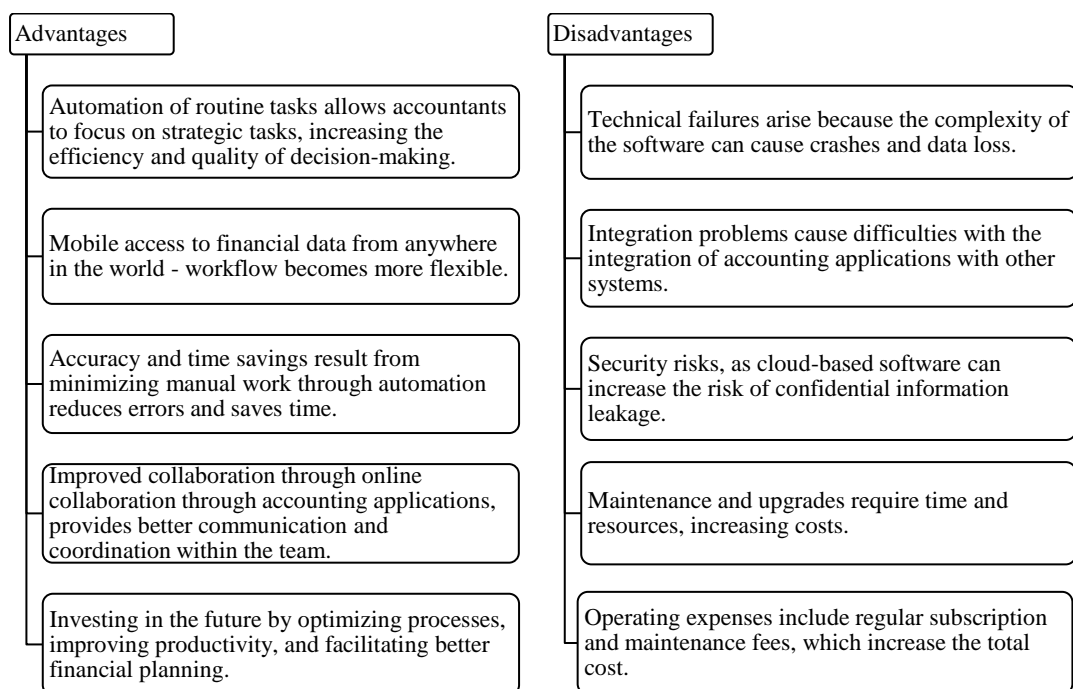 Advantages
Automation of routine tasks allows accountants
to focus on strategic tasks, increasing the
efficiency and quality of decision-making.
Mobile access to financial data from anywhere
in the world - workflow becomes more flexible.
Accuracy and time savings result from
minimizing manual work through automation
reduces errors and saves time.
Improved collaboration through online
collaboration through accounting applications,
provides better communication and
coordination within the team.
Investing in the future by optimizing processes,
improving productivity, and facilitating better
financial planning.
Disadvantages
Technical failures arise because the complexity of
the software can cause crashes and data loss.
Integration problems cause difficulties with the
integration of accounting applications with other
systems.
Security risks, as cloud-based software can
increase the risk of confidential information
leakage.
Maintenance and upgrades require time and
resources, increasing costs.
Operating expenses include regular subscription
and maintenance fees, which increase the total
cost.